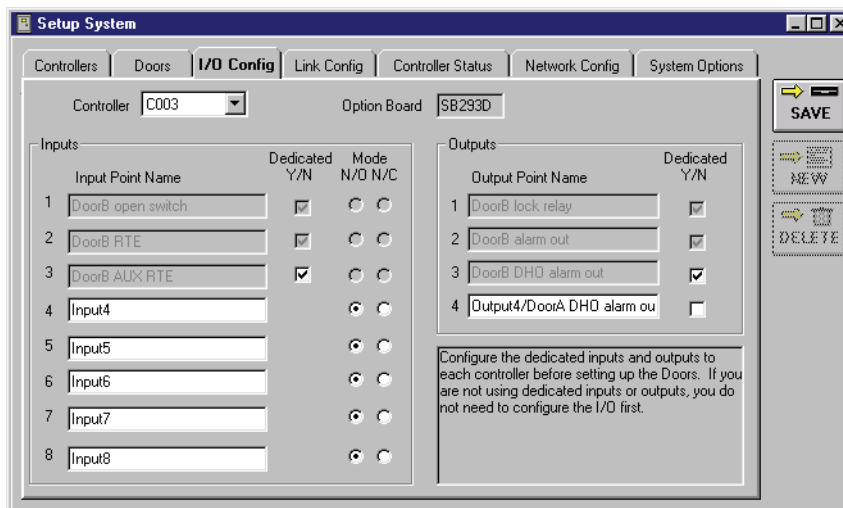 Setup System
Controllers Doors I/O Config Link Config Controller Status Network Config System Options
Controller C003 Option Board SB293D
SAVE
NEW
DELETE
Inputs
Dedicated Mode
Input Point Name Y/N N/O N/C
1 DoorB open switch
2 DoorB RTE
3 DoorB AUX RTE
4 Input4
5 Input5
6 Input6
7 Input7
8 Input8
Outputs
Dedicated
Output Point Name Y/N
1 DoorB lock relay
2 DoorB alarm out
3 DoorB DHO alarm out
4 Output4/DoorA DHO alarm ou
Configure the dedicated inputs and outputs to
each controller before setting up the Doors. If you
are not using dedicated inputs or outputs, you do
not need to configure the I/O first.